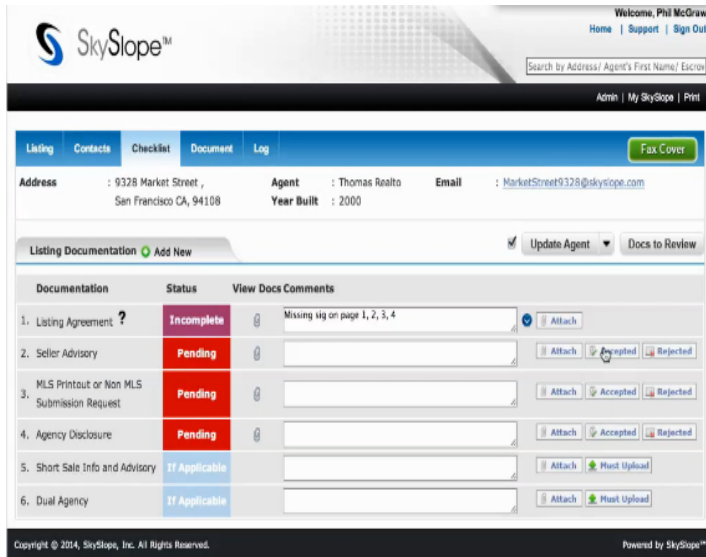 Welcome, Phil McGraw
Home | Support | Sign Out
SkySlope™
Search by Address/ Agent's First Name/ Escrow
Admin | My SkySlope | Print
Listing Contacts Checklist Document Log Fax Cover
Address : 9328 Market Street , Agent : Thomas Realto Email : MarketStreet9328@skyslope.com
San Francisco CA, 94108 Year Built : 2000
Listing Documentation Add New Update Agent Docs to Review
Documentation Status View Docs Comments
1. Listing Agreement ? Incomplete Missing sig on page 1, 2, 3, 4 Attach
2. Seller Advisory Pending Attach Accepted Rejected
3. MLS Printout or Non MLS Submission Request Pending Attach Accepted Rejected
4. Agency Disclosure Pending Attach Accepted Rejected
5. Short Sale Info and Advisory If Applicable Attach Must Upload
6. Dual Agency If Applicable Attach Must Upload
Copyright © 2014, SkySlope, Inc. All Rights Reserved. Powered by SkySlope™